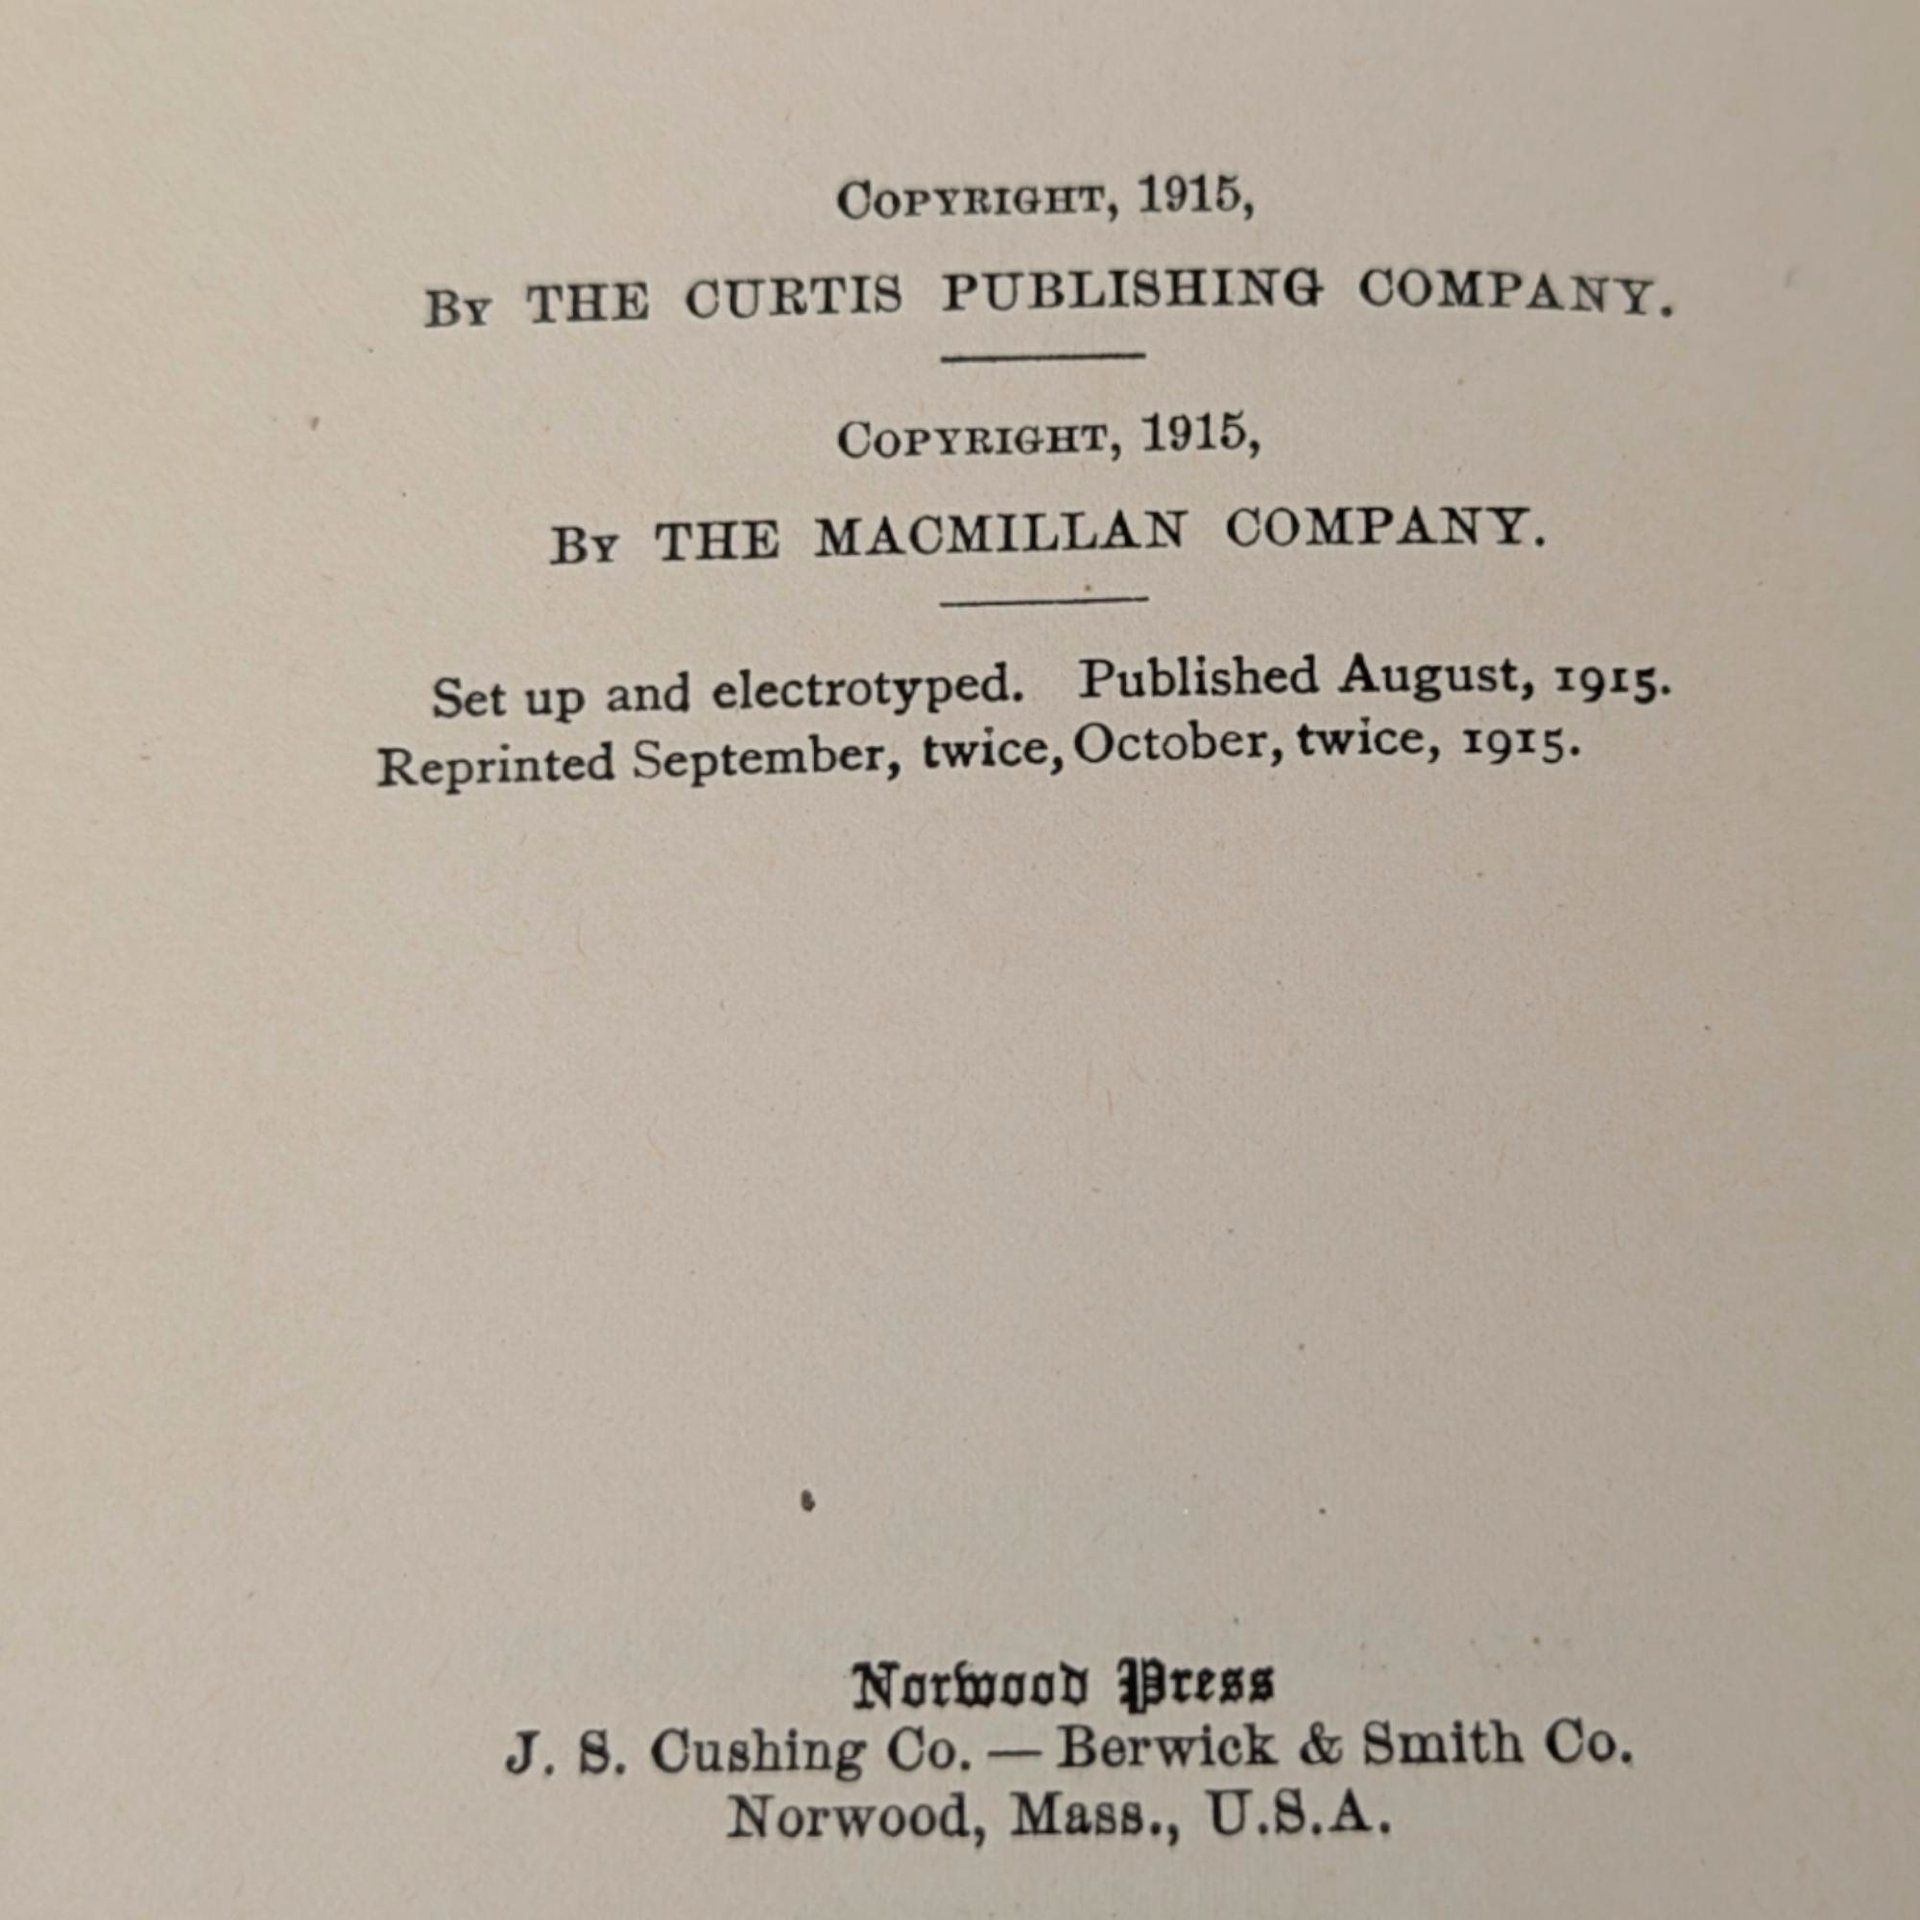 Copyright, 1915,
By THE CURTIS PUBLISHING COMPANY.
Copyright, 1915,
By THE MACMILLAN COMPANY.
Set up and electrotyped. Published August, 1915.
Reprinted September, twice, October, twice, 1915.
Norwood Press
J. S. Cushing Co. — Berwick & Smith Co.
Norwood, Mass., U.S.A.